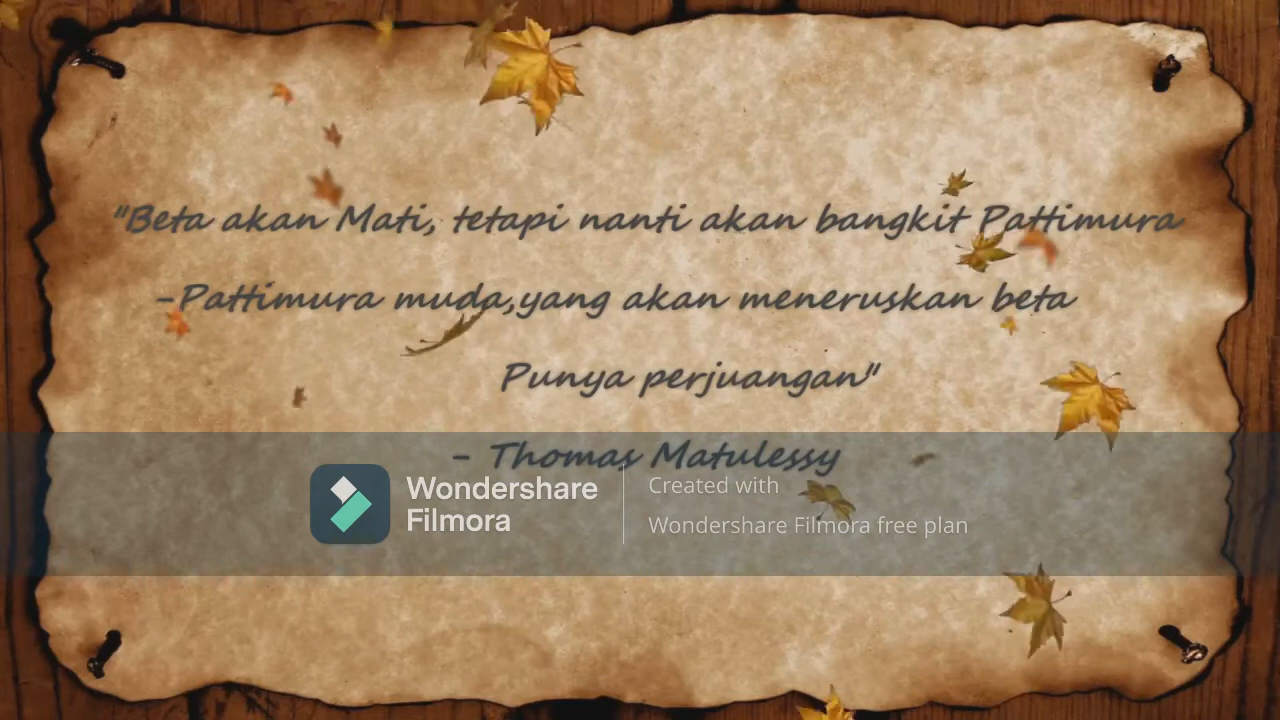 "Beta akan Mati, tetapi nanti akan bangkit Pattimura
-Pattimura muda,yang akan meneruskan beta
Punya perjuangan"
- Thomas Matulessy
Wondershare
Filmora
Created with
Wondershare Filmora free plan